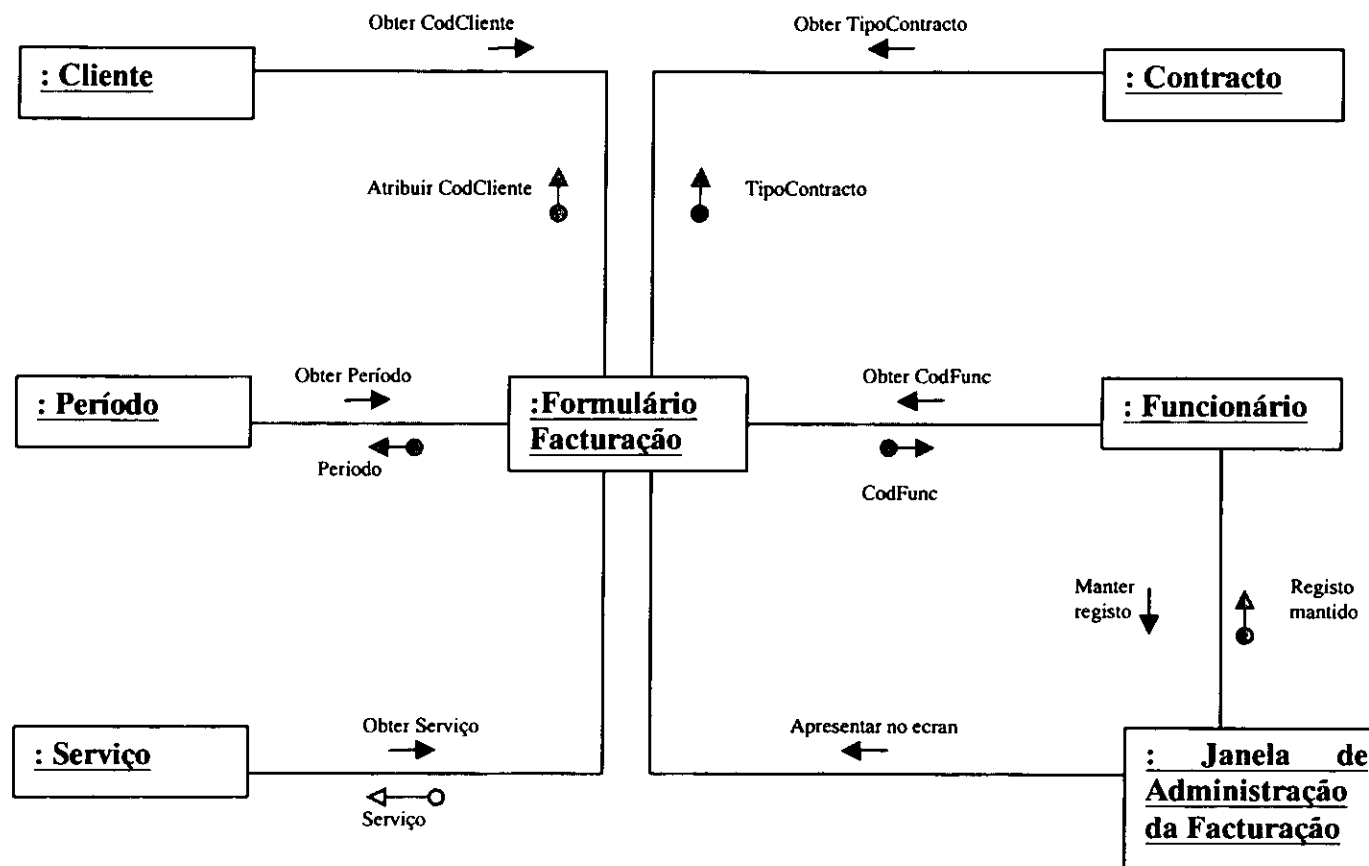 Obter CodCliente
Obter TipoContracto
: Cliente
: Contracto
Atribuir CodCliente
TipoContracto
Obter Período
Obter CodFunc
: Período
:Formulário
Facturação
: Funcionário
Periodo
CodFunc
Manter
registo
Registo
mantido
Obter Serviço
Apresentar no ecran
: Serviço
: Janela de
Administração
da Facturação
Serviço